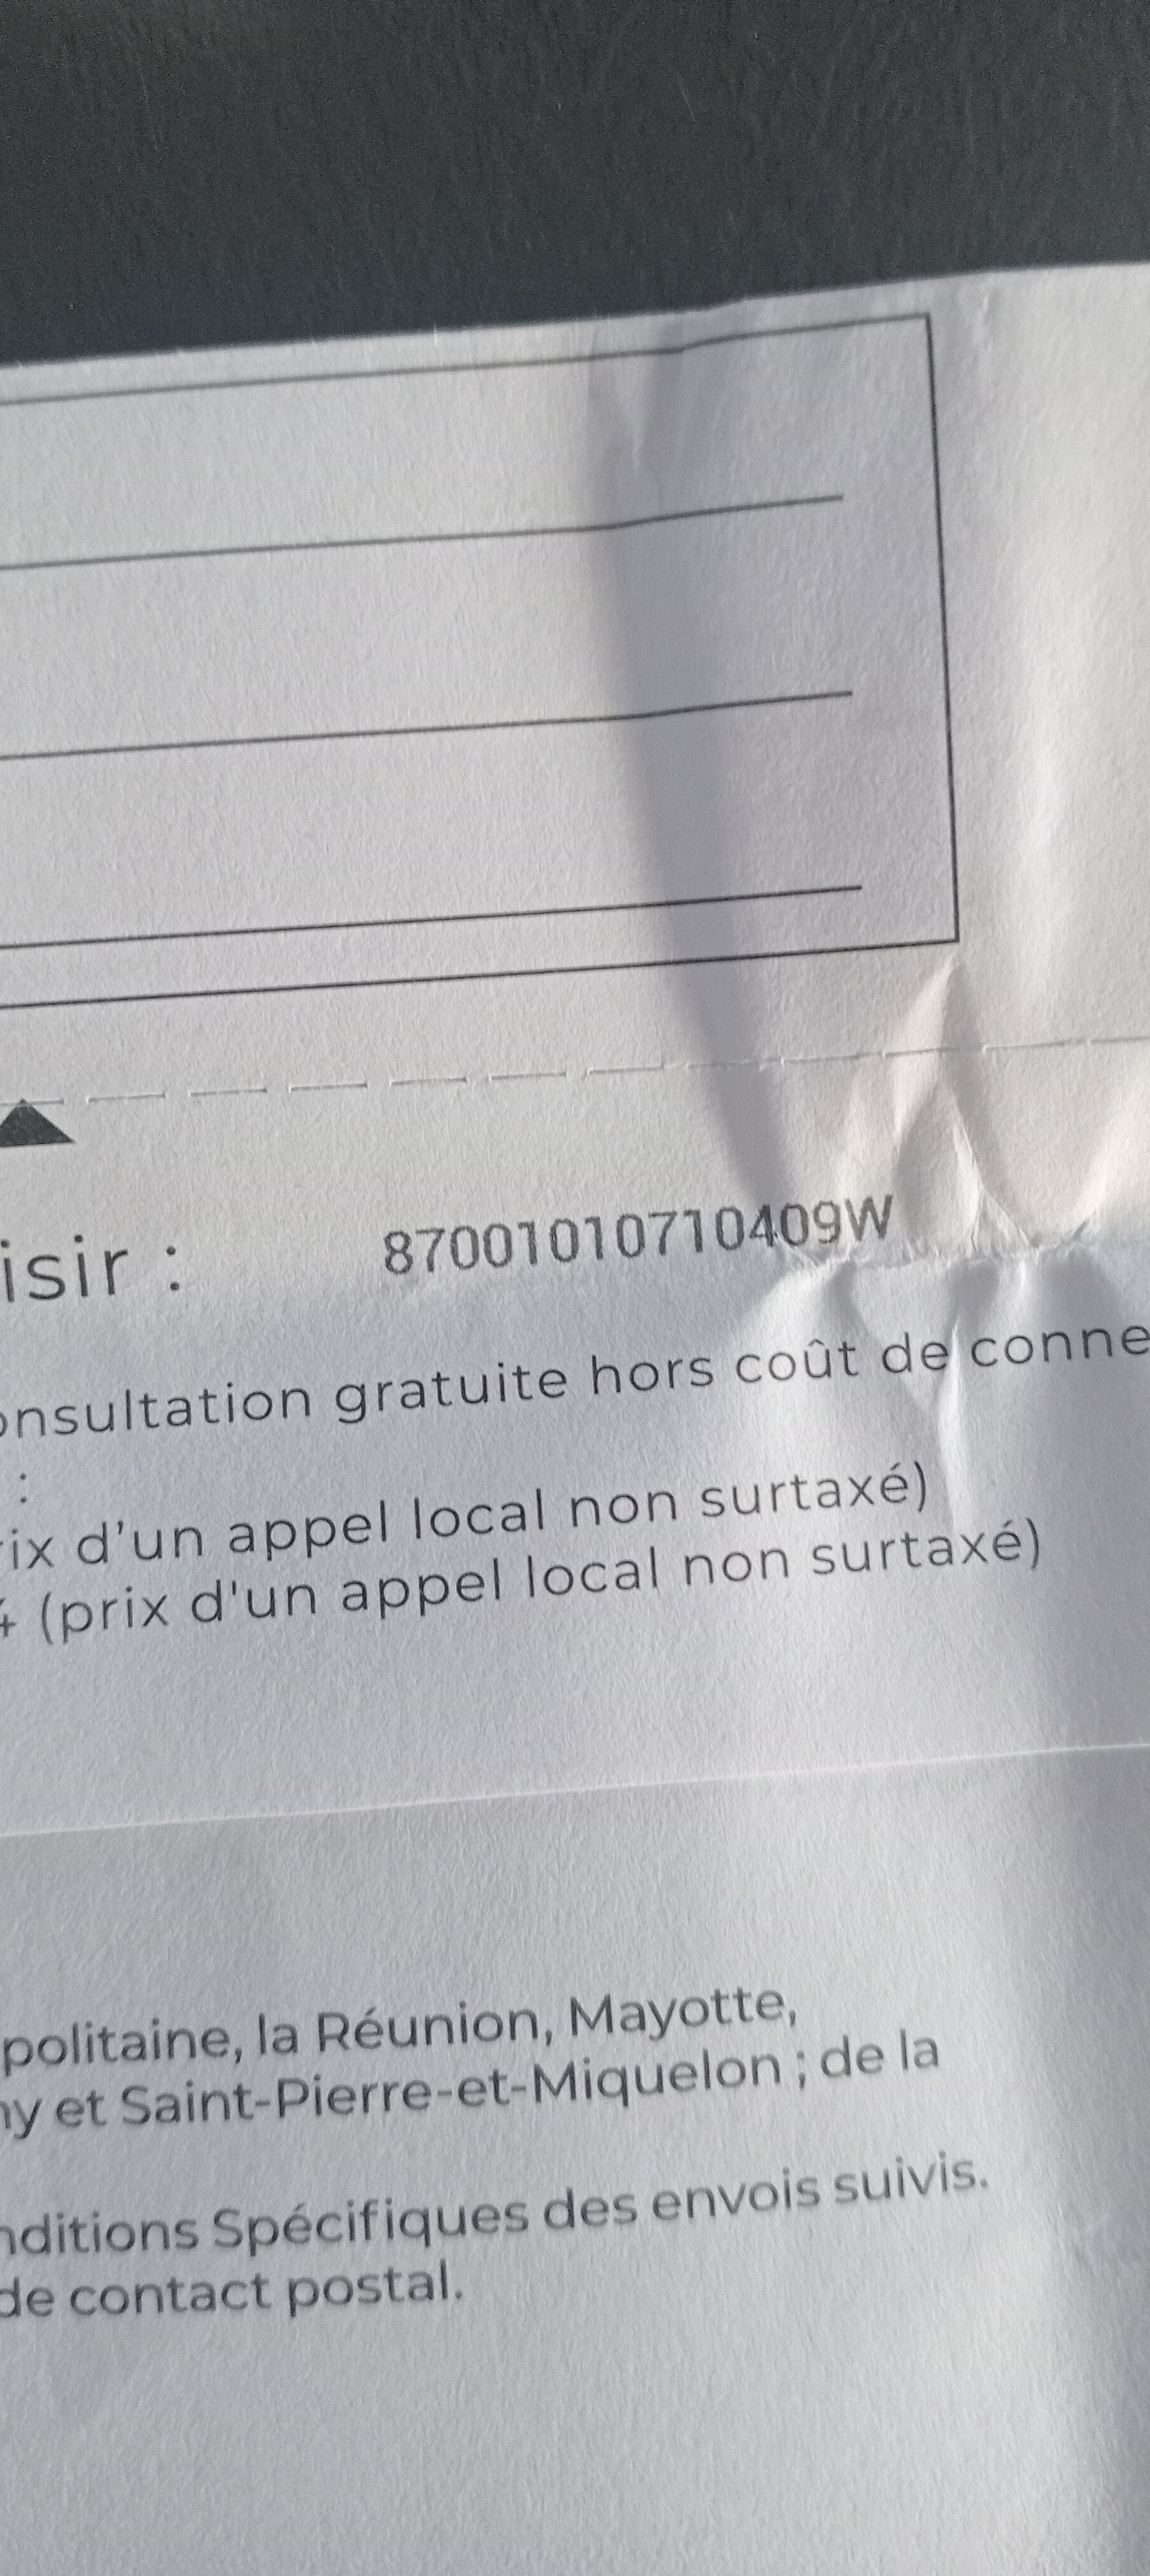 isir : 87001010710409W
onsultation gratuite hors coût de conne
:
ix d'un appel local non surtaxé)
4 (prix d'un appel local non surtaxé)
politaine, la Réunion, Mayotte,
ny et Saint-Pierre-et-Miquelon ; de la
nditions Spécifiques des envois suivis.
de contact postal.